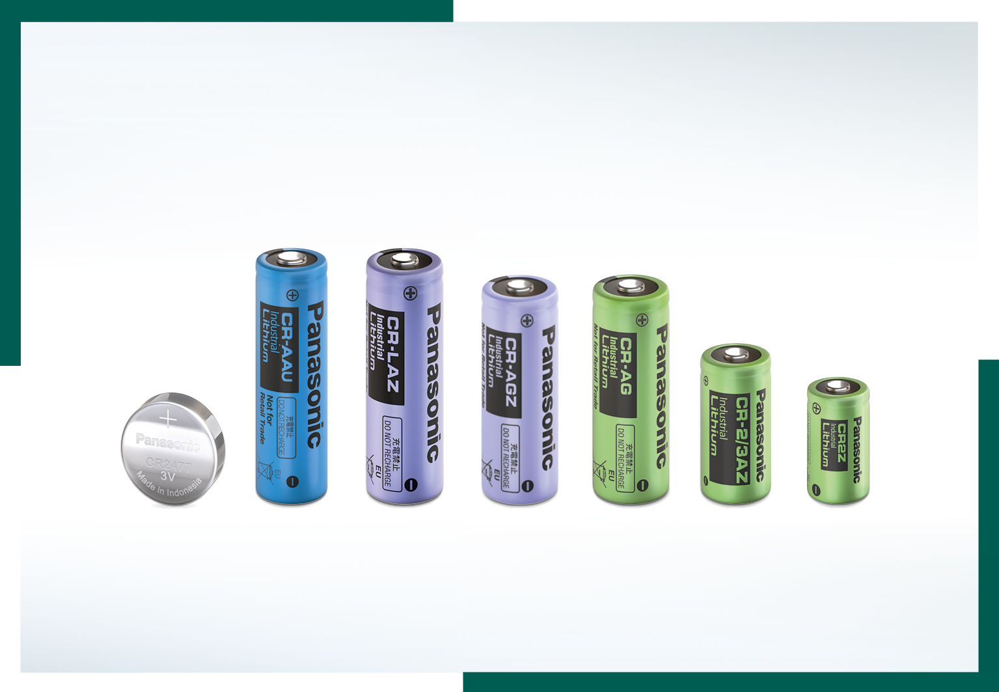 Panasonic
CR2477
3V
Made in Indonesia
Panasonic
CR-AAU
Industrial
Lithium
充電禁止
DO NOT RECHARGE
Not for
Retail Trade
EU
Panasonic
CR-LAZ
Industrial
Lithium
充電禁止
DO NOT RECHARGE
EU
Panasonic
CR-AGZ
Industrial
Lithium
Not for Retail Trade
充電禁止
DO NOT RECHARGE
EU
Panasonic
CR-AG
Industrial
Lithium
Not for Retail Trade
充電禁止
DO NOT RECHARGE
EU
Panasonic
CR-2/3AZ
Industrial
Lithium
Panasonic
CR2Z
Industrial
Lithium